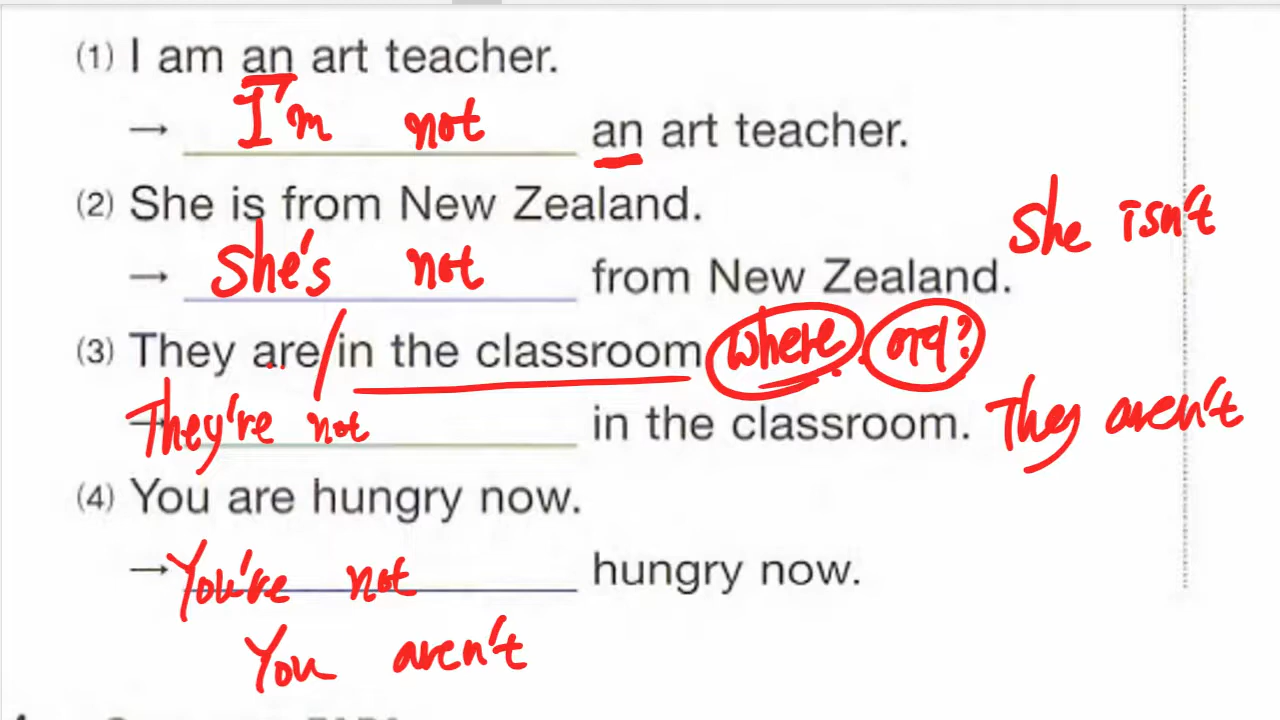 (1) I am an art teacher.
→ I'm not an art teacher.
(2) She is from New Zealand.
She isn't
→ She's not from New Zealand.
(3) They are / in the classroom where 어디?
→ They're not in the classroom. They aren't
(4) You are hungry now.
→ You're not hungry now.
You aren't